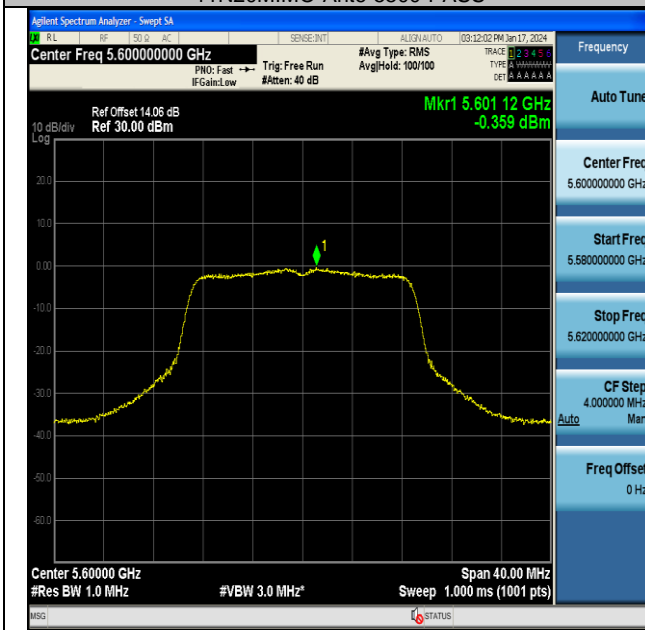 Agilent Spectrum Analyzer - Swept SA
RL RF 50 Ω AC SENSE:INT ALIGN AUTO 03:12:02 PM Jan 17, 2024
Center Freq 5.600000000 GHz
PNO: Fast
IFGain:Low
Trig: Free Run
#Atten: 40 dB
#Avg Type: RMS
Avg|Hold: 100/100
TRACE 1 2 3 4 5 6
TYPE A
DET A A A A A A
Ref Offset 14.06 dB
10 dB/div Ref 30.00 dBm
Log
Mkr1 5.601 12 GHz
-0.359 dBm
20.0
10.0
0.00
-10.0
-20.0
-30.0
-40.0
-50.0
-60.0
1
Center 5.60000 GHz Span 40.00 MHz
#Res BW 1.0 MHz #VBW 3.0 MHz* Sweep 1.000 ms (1001 pts)
MSG STATUS
Frequency
Auto Tune
Center Freq
5.600000000 GHz
Start Freq
5.580000000 GHz
Stop Freq
5.620000000 GHz
CF Step
4.000000 MHz
Auto Man
Freq Offset
0 Hz